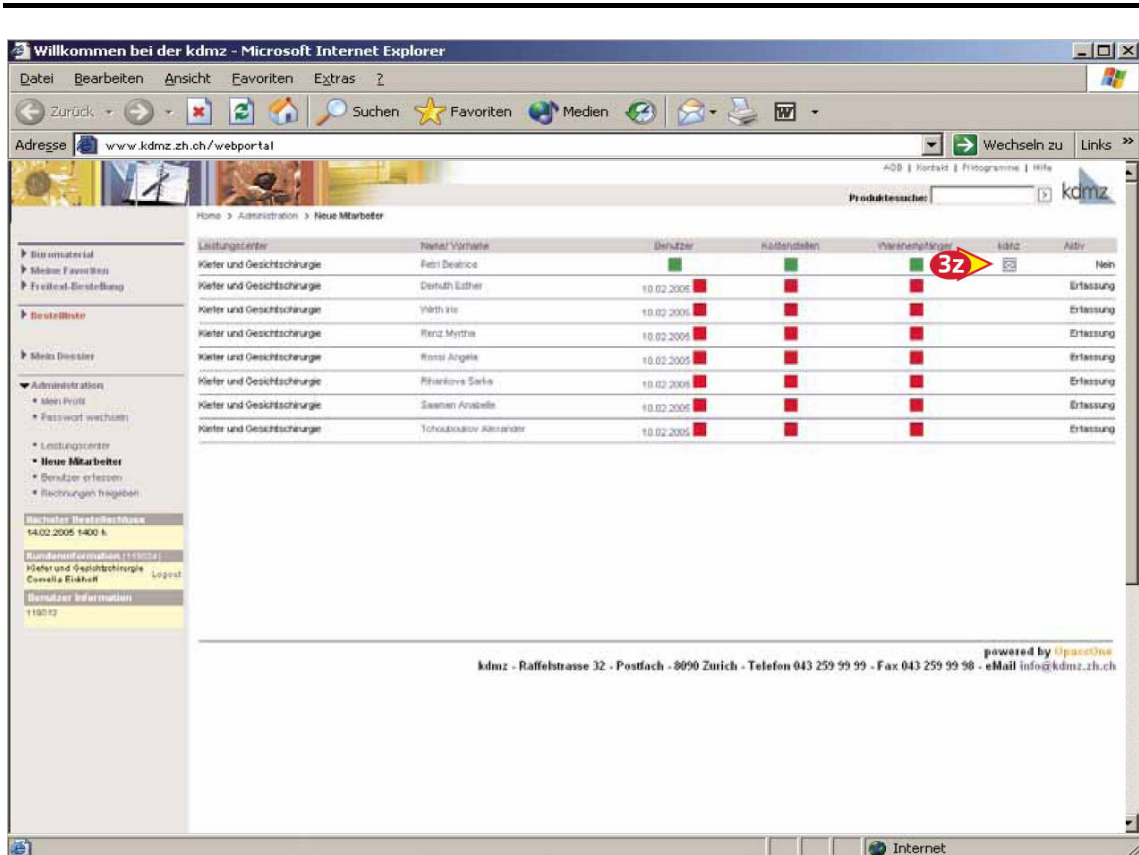 Willkommen bei der kdmz - Microsoft Internet Explorer
Datei Bearbeiten Ansicht Favoriten Extras ?
Zurück Suchen Favoriten Medien
Adresse www.kdmz.zh.ch/webportal Wechseln zu Links »
AGB | Kontakt | Piktogramme | Hilfe
Produktesuche: kdmz
Home > Administration > Neue Mitarbeiter
Leistungscenter Name/ Vorname Benutzer Kostenstellen Warenempfänger kdmz Aktiv
Kiefer und Gesichtschirurgie Fetri Beatrice 3z Nein
Kiefer und Gesichtschirurgie Demuth Esther 10.02.2005 Erfassung
Kiefer und Gesichtschirurgie Wirth Iris 10.02.2005 Erfassung
Kiefer und Gesichtschirurgie Renz Myrtha 10.02.2005 Erfassung
Kiefer und Gesichtschirurgie Rossi Angela 10.02.2005 Erfassung
Kiefer und Gesichtschirurgie Rihankova Sarka 10.02.2005 Erfassung
Kiefer und Gesichtschirurgie Saaman Anabelle 10.02.2005 Erfassung
Kiefer und Gesichtschirurgie Tchouboukov Alexander 10.02.2005 Erfassung
Büromaterial
Meine Favoriten
Freitext-Bestellung
Bestelliste
Mein Dossier
Administration
Mein Profil
Passwort wechseln
Leistungscenter
Neue Mitarbeiter
Benutzer erfassen
Rechnungen freigeben
Nächster Bestellschluss
14.02.2005 1400 h
Kundeninformation
Kiefer und Gesichtschirurgie
Cornelia Eickhoff Logout
Benutzer Information
powered by OpaccOne
kdmz - Raffelstrasse 32 - Postfach - 8090 Zurich - Telefon 043 259 99 99 - Fax 043 259 99 98 - eMail info@kdmz.zh.ch
Internet